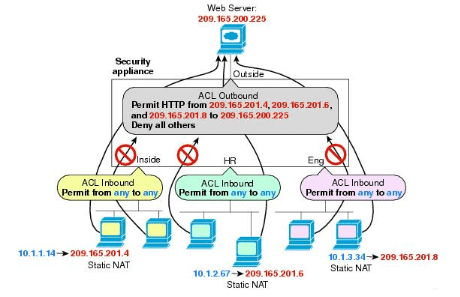 Web Server:
209.165.200.225
Security
appliance
Outside
ACL Outbound
Permit HTTP from 209.165.201.4, 209.165.201.6,
and 209.165.201.8 to 209.165.200.225
Deny all others
Inside
HR
Eng
ACL Inbound
Permit from any to any
ACL Inbound
Permit from any to any
ACL Inbound
Permit from any to any
10.1.1.14 → 209.165.201.4
Static NAT
10.1.2.67 → 209.165.201.6
Static NAT
10.1.3.34 → 209.165.201.8
Static NAT